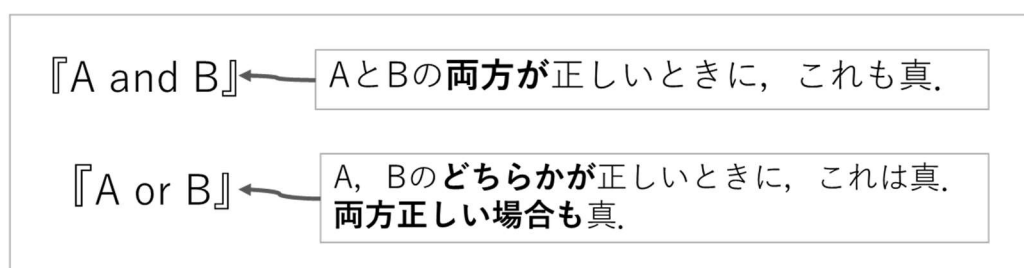 『A and B』
AとBの両方が正しいときに，これも真．
『A or B』
A，Bのどちらかが正しいときに，これは真．
両方正しい場合も真．